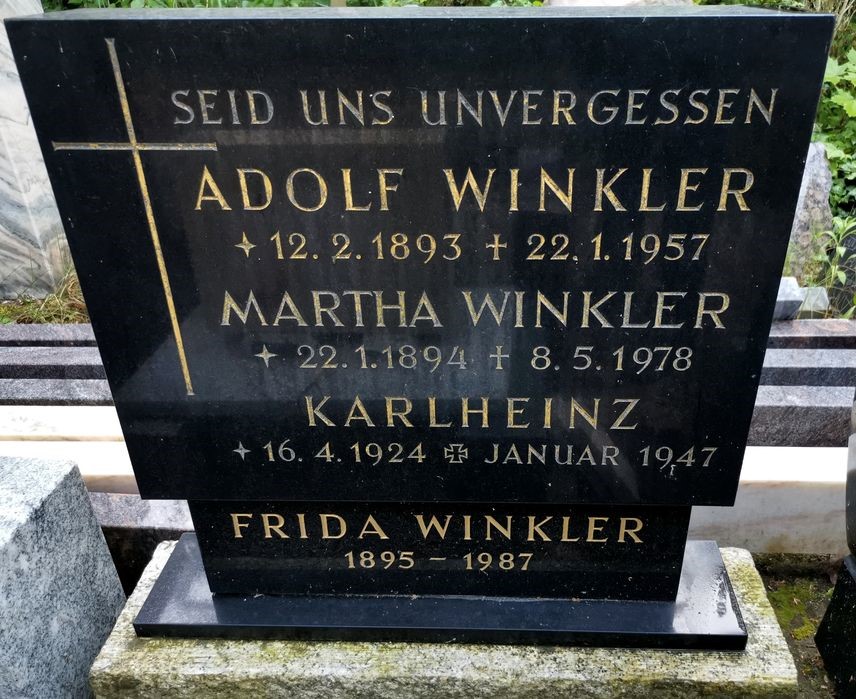 SEID UNS UNVERGESSEN
ADOLF WINKLER
✦ 12. 2. 1893 ✝ 22. 1. 1957
MARTHA WINKLER
✦ 22. 1. 1894 ✝ 8. 5. 1978
KARLHEINZ
✦ 16. 4. 1924 ✠ JANUAR 1947
FRIDA WINKLER
1895 – 1987